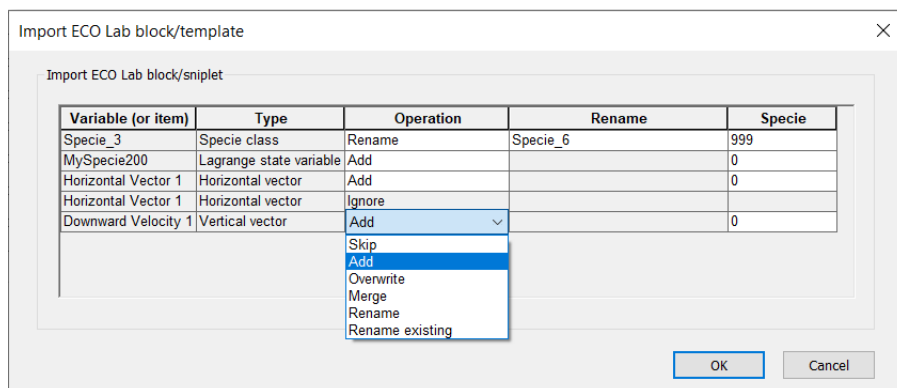 Import ECO Lab block/template
Import ECO Lab block/sniplet
Variable (or item) Type Operation Rename Specie
Specie_3 Specie class Rename Specie_6 999
MySpecie200 Lagrange state variable Add 0
Horizontal Vector 1 Horizontal vector Add 0
Horizontal Vector 1 Horizontal vector Ignore
Downward Velocity 1 Vertical vector Add 0
Skip
Add
Overwrite
Merge
Rename
Rename existing
OK Cancel